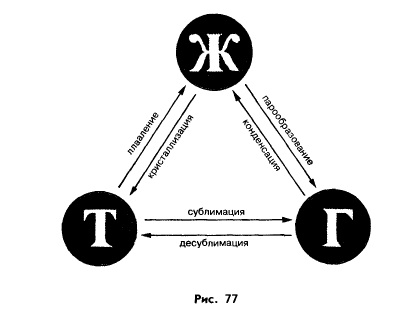 Ж
плавление
кристаллизация
парообразование
конденсация
Т
сублимация
десублимация
Г
Рис. 77